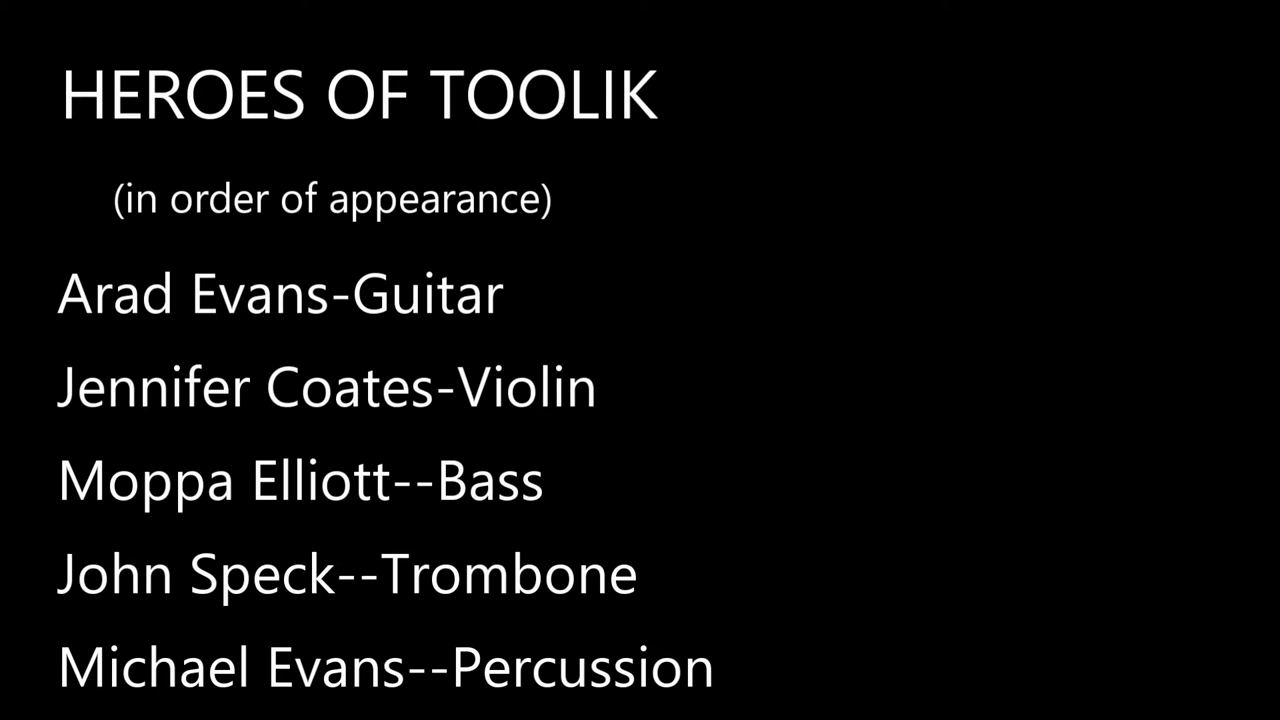 HEROES OF TOOLIK
(in order of appearance)
Arad Evans-Guitar
Jennifer Coates-Violin
Moppa Elliott--Bass
John Speck--Trombone
Michael Evans--Percussion